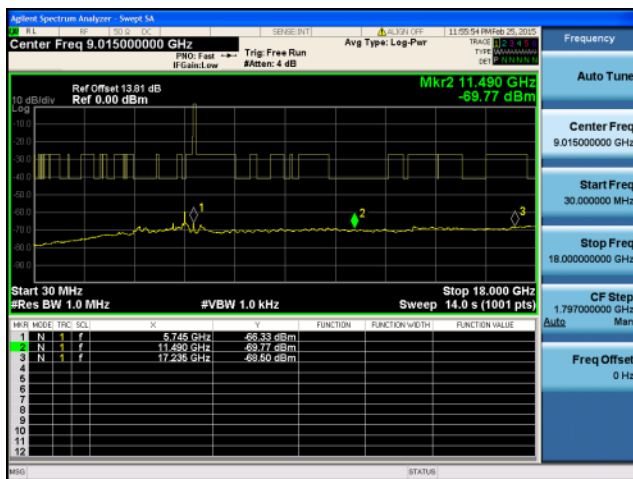 Agilent Spectrum Analyzer - Swept SA
RL RF 50 Ω DC SENSE:INT ALIGN OFF 11:55:54 PM Feb 25, 2015
Center Freq 9.015000000 GHz
PNO: Fast
IFGain:Low
Trig: Free Run
#Atten: 4 dB
Avg Type: Log-Pwr
TRACE 1 2 3 4 5 6
TYPE
DET P N N N N N
Ref Offset 13.81 dB
10 dB/div Ref 0.00 dBm
Log
Mkr2 11.490 GHz
-69.77 dBm
-10.0
-20.0
-30.0
-40.0
-50.0
-60.0
-70.0
-80.0
-90.0
1
2
3
Start 30 MHz Stop 18.000 GHz
#Res BW 1.0 MHz #VBW 1.0 kHz Sweep 14.0 s (1001 pts)
MKR MODE TRC SCL X Y FUNCTION FUNCTION WIDTH FUNCTION VALUE
1 N 1 f 5.745 GHz -66.33 dBm
2 N 1 f 11.490 GHz -69.77 dBm
3 N 1 f 17.235 GHz -68.50 dBm
4
5
6
7
8
9
10
11
12
MSG STATUS
Frequency
Auto Tune
Center Freq
9.015000000 GHz
Start Freq
30.000000 MHz
Stop Freq
18.000000000 GHz
CF Step
1.797000000 GHz
Auto Man
Freq Offset
0 Hz